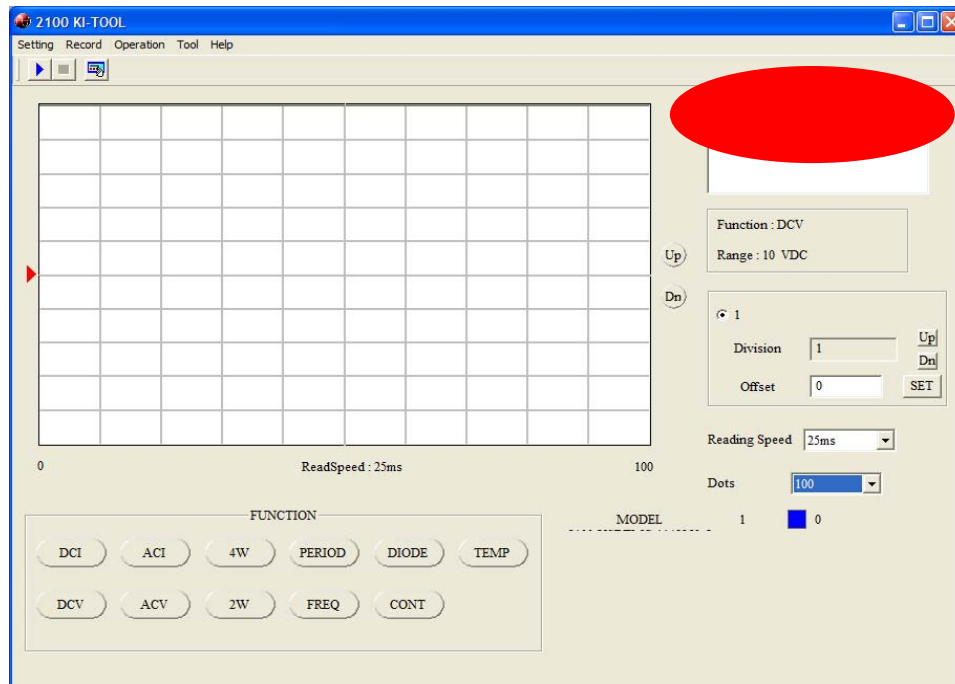 2100 KI-TOOL
Setting Record Operation Tool Help
Function : DCV
Range : 10 VDC
Up
Dn
1
Division 1
Up
Dn
Offset 0 SET
Reading Speed 25ms
0 ReadSpeed : 25ms 100
Dots 100
MODEL 1 0
FUNCTION
DCI ACI 4W PERIOD DIODE TEMP
DCV ACV 2W FREQ CONT